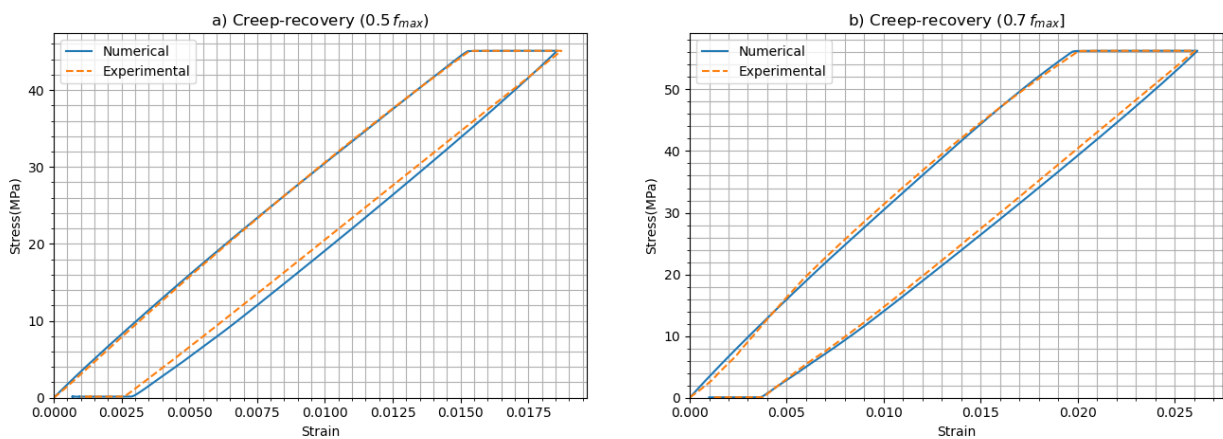 a) Creep-recovery (0.5 f_max)
Numerical
Experimental
Stress(MPa)
40
30
20
10
0
0.0000 0.0025 0.0050 0.0075 0.0100 0.0125 0.0150 0.0175
Strain
b) Creep-recovery (0.7 f_max]
Numerical
Experimental
Stress(MPa)
50
40
30
20
10
0
0.000 0.005 0.010 0.015 0.020 0.025
Strain